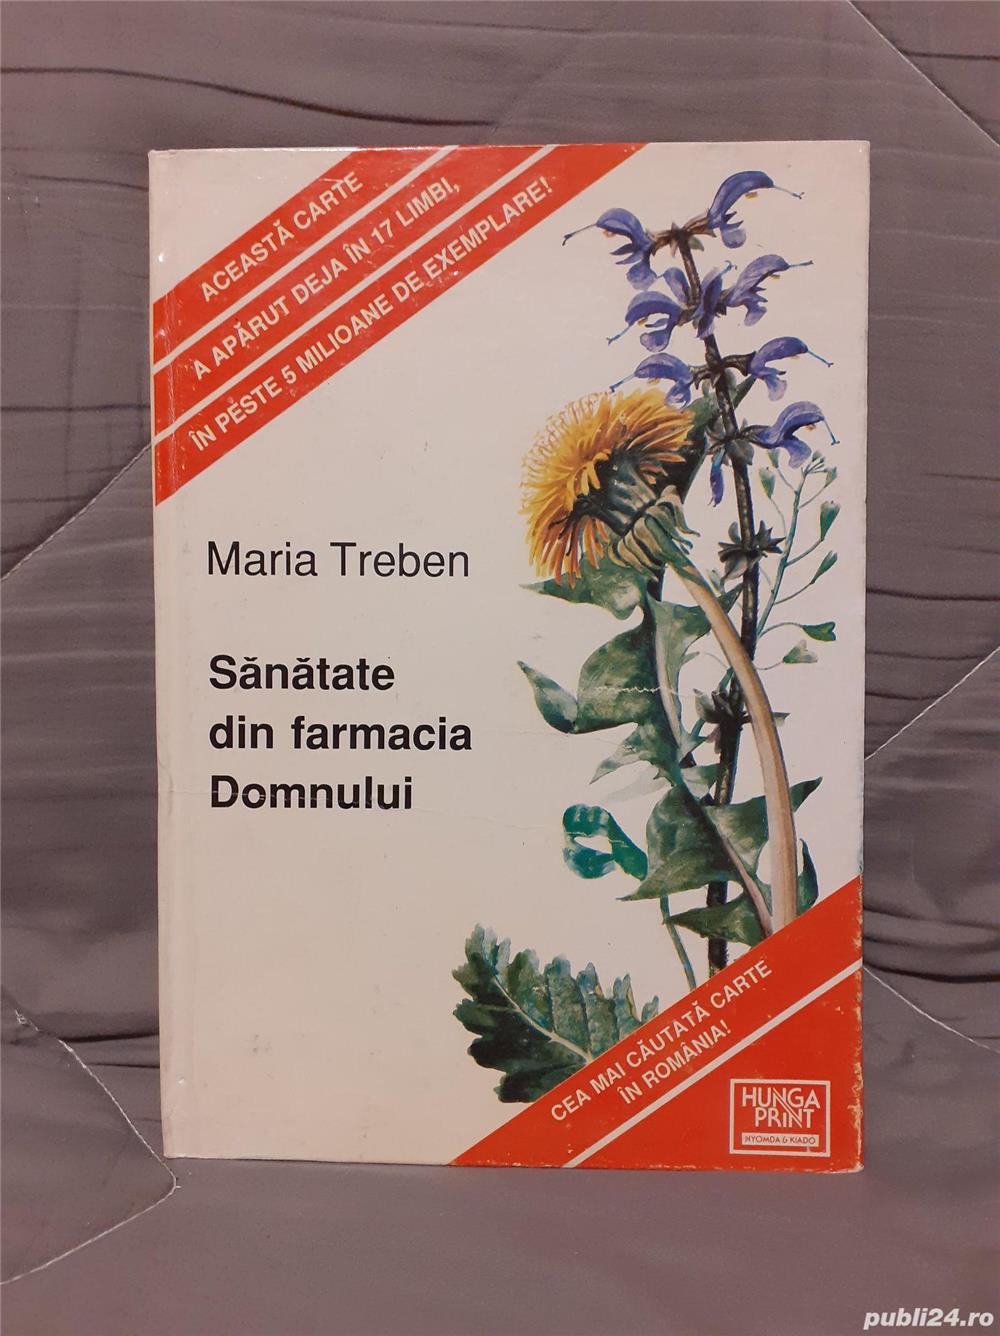 ACEASTĂ CARTE
A APĂRUT DEJA ÎN 17 LIMBI,
ÎN PESTE 5 MILIOANE DE EXEMPLARE!
Maria Treben
Sănătate
din farmacia
Domnului
CEA MAI CĂUTATĂ CARTE
ÎN ROMÂNIA!
HUNGA
PRINT
NYOMDA & KIADÓ
publi24.ro